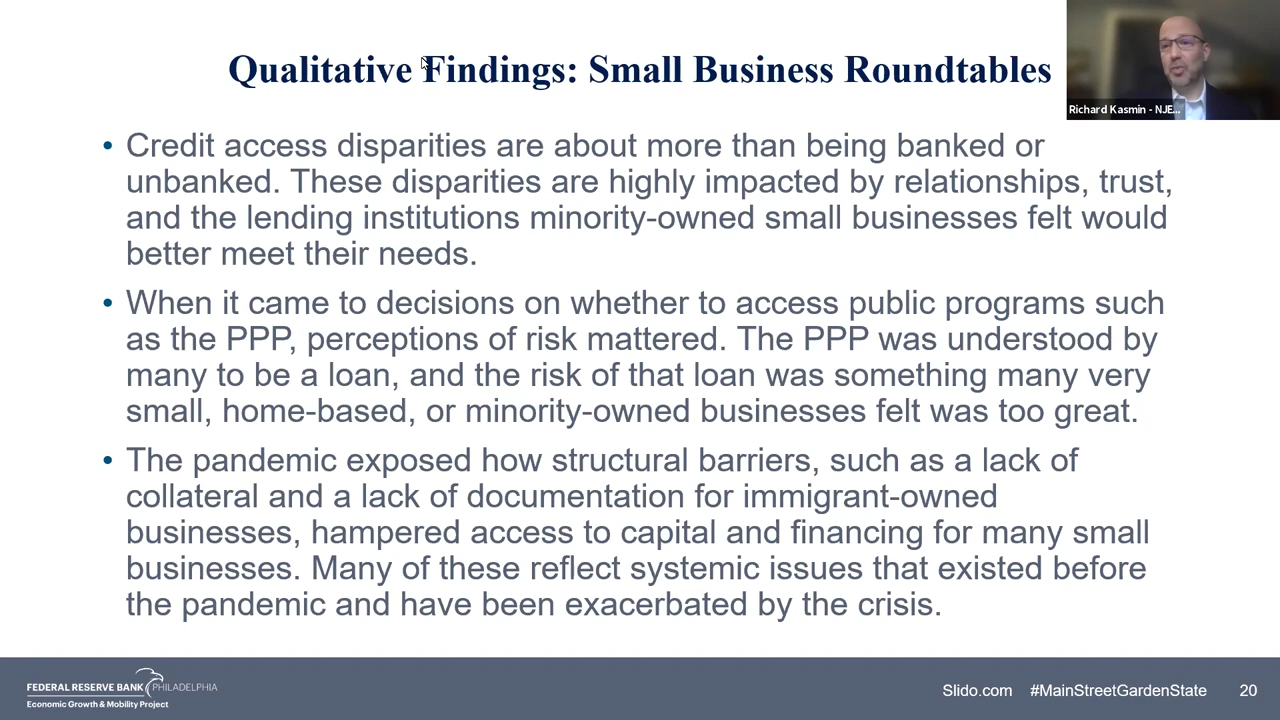 Qualitative Findings: Small Business Roundtables
Richard Kasmin - NJE...
• Credit access disparities are about more than being banked or
unbanked. These disparities are highly impacted by relationships, trust,
and the lending institutions minority-owned small businesses felt would
better meet their needs.
• When it came to decisions on whether to access public programs such
as the PPP, perceptions of risk mattered. The PPP was understood by
many to be a loan, and the risk of that loan was something many very
small, home-based, or minority-owned businesses felt was too great.
• The pandemic exposed how structural barriers, such as a lack of
collateral and a lack of documentation for immigrant-owned
businesses, hampered access to capital and financing for many small
businesses. Many of these reflect systemic issues that existed before
the pandemic and have been exacerbated by the crisis.
FEDERAL RESERVE BANK PHILADELPHIA
Economic Growth & Mobility Project
Slido.com #MainStreetGardenState 20